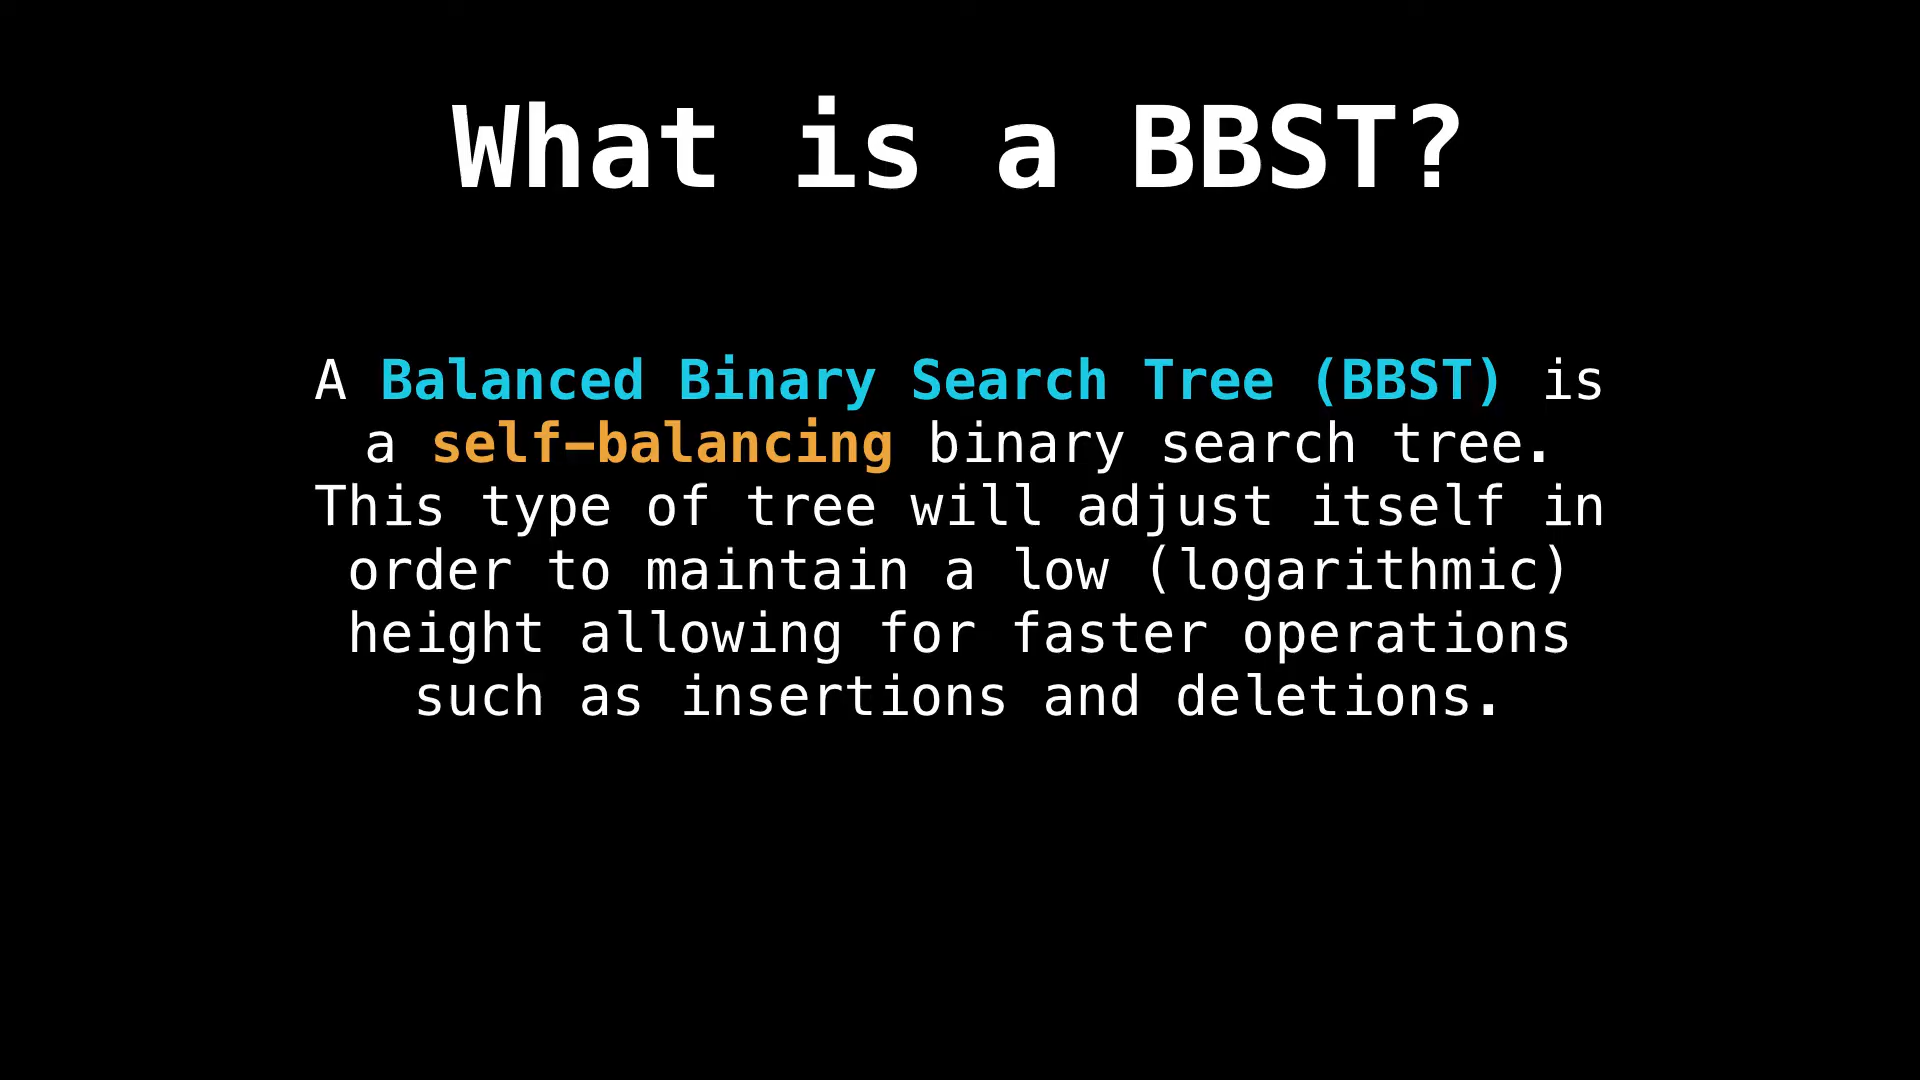 What is a BBST?
A Balanced Binary Search Tree (BBST) is
a self-balancing binary search tree.
This type of tree will adjust itself in
order to maintain a low (logarithmic)
height allowing for faster operations
such as insertions and deletions.